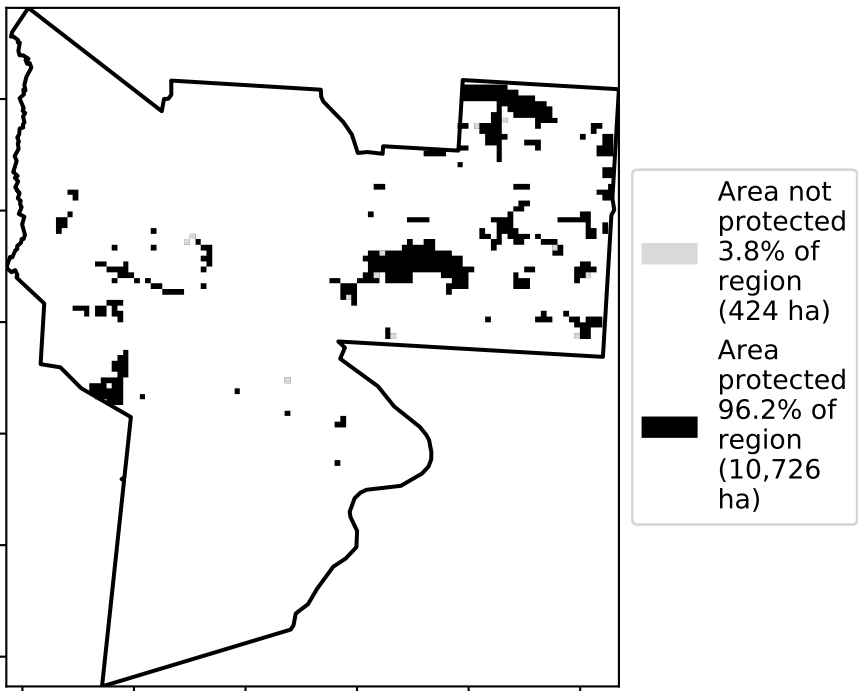 Area not
protected
3.8% of
region
(424 ha)
Area
protected
96.2% of
region
(10,726
ha)